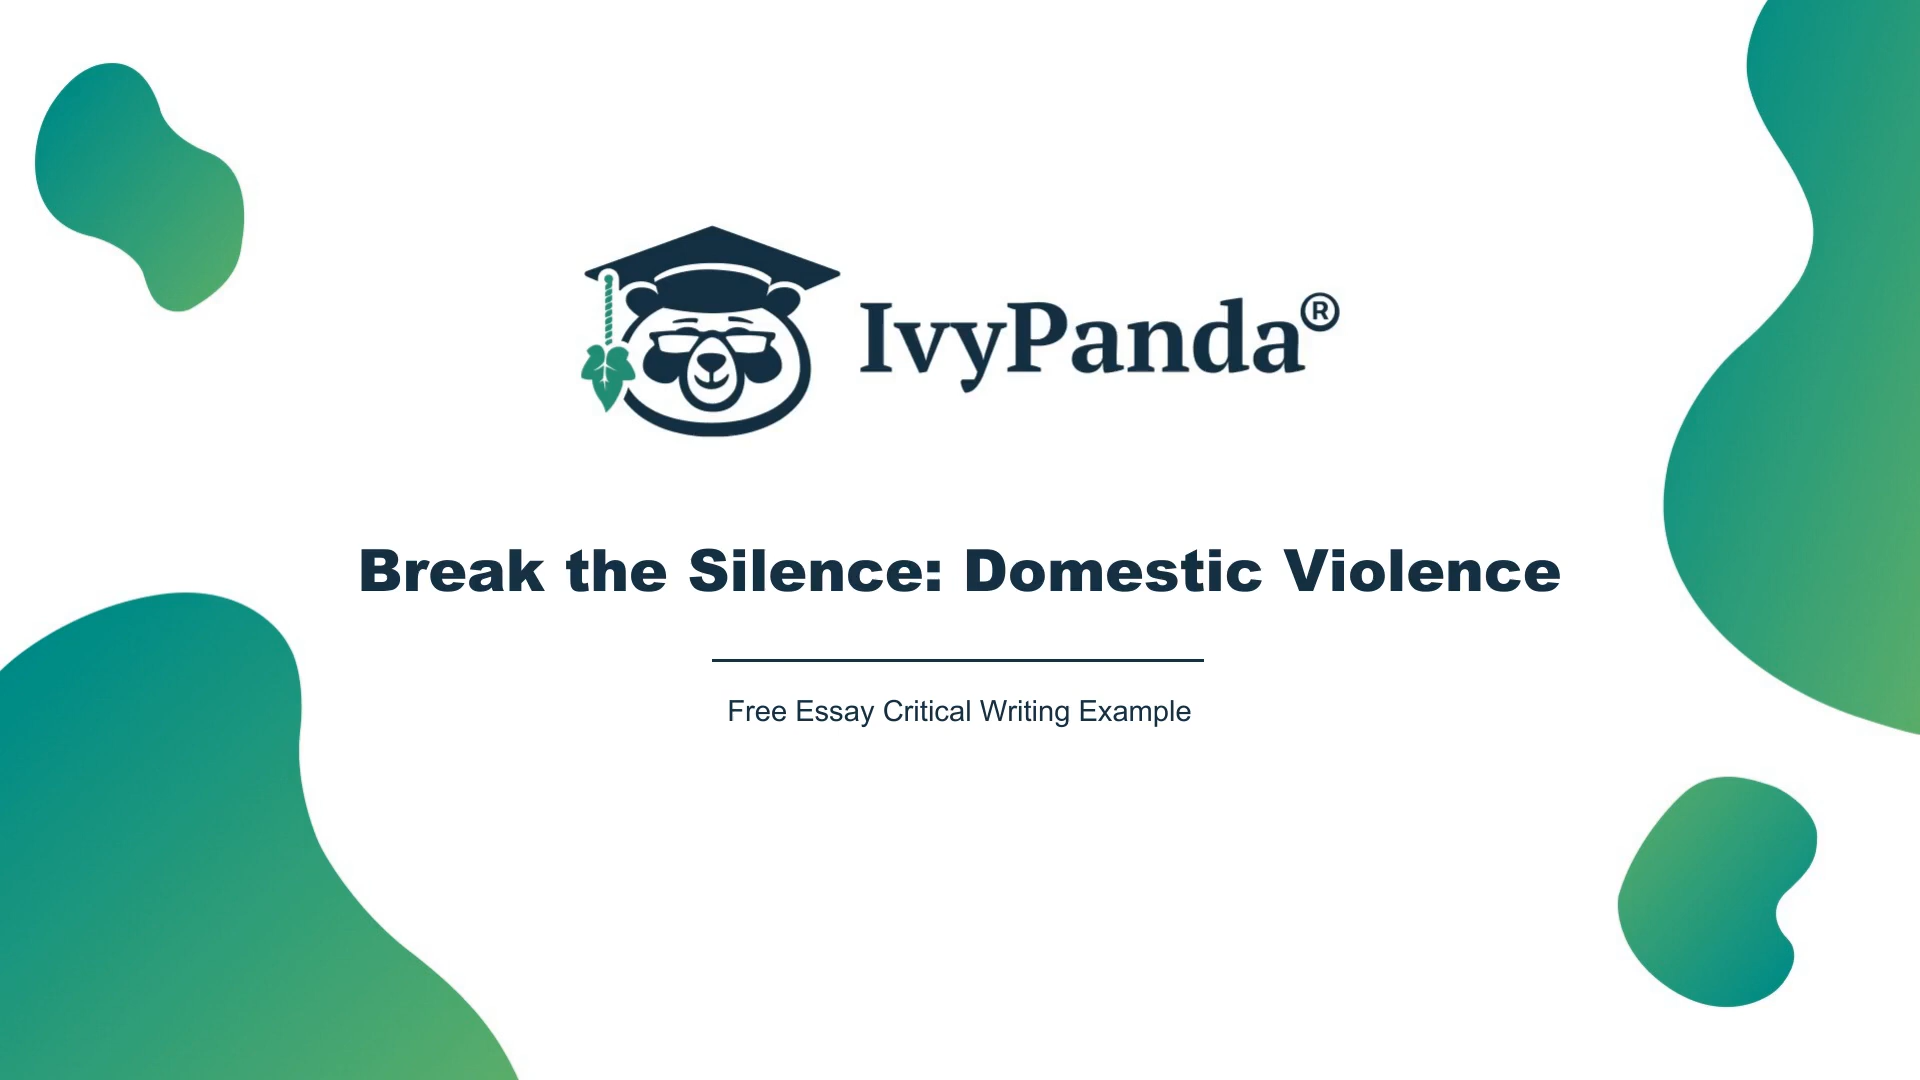 IvyPanda®
Break the Silence: Domestic Violence
Free Essay Critical Writing Example